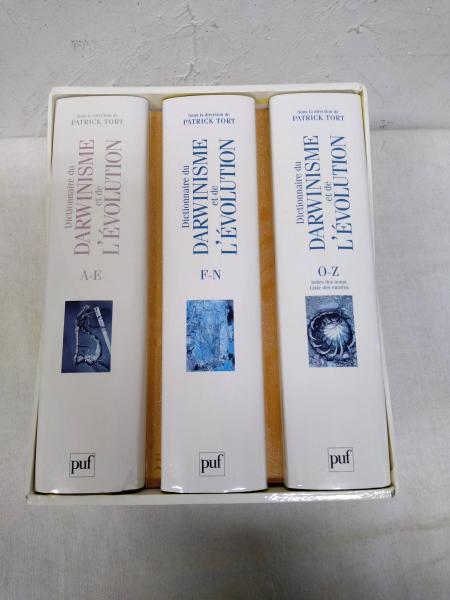 Sous la direction de
PATRICK TORT
Dictionnaire du
DARWINISME
et de
L'ÉVOLUTION
A-E
puf
Sous la direction de
PATRICK TORT
Dictionnaire du
DARWINISME
et de
L'ÉVOLUTION
F-N
puf
Sous la direction de
PATRICK TORT
Dictionnaire du
DARWINISME
et de
L'ÉVOLUTION
O-Z
Index des noms
Liste des entrées
puf